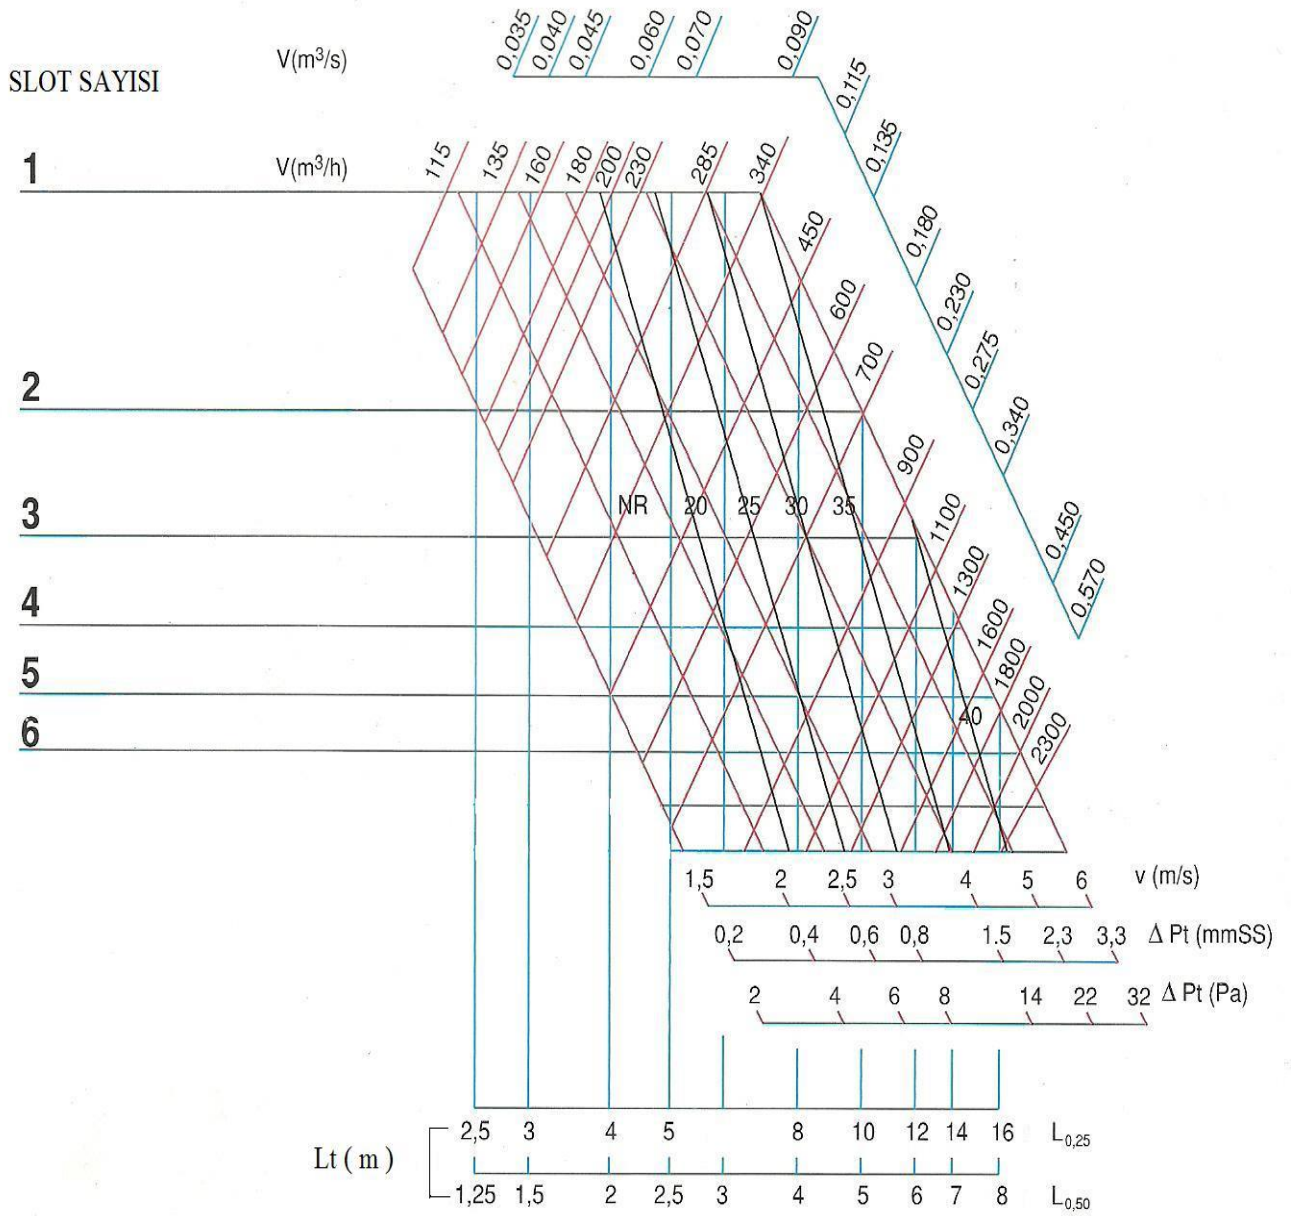 0,035 0,040 0,045 0,060 0,070 0,090
V(m³/s)
SLOT SAYISI
0,115
0,135
1 V(m³/h) 115 135 160 180 200 230 285 340
0,180
450
0,230
600
0,275
700
2
0,340
900
NR 20 25 30 35
3
1100
0,450
1300
0,570
4
1600
1800
5
2000
40
6
2300
1,5 2 2,5 3 4 5 6 v (m/s)
0,2 0,4 0,6 0,8 1.5 2,3 3,3 Δ Pt (mmSS)
2 4 6 8 14 22 32 Δ Pt (Pa)
2,5 3 4 5 8 10 12 14 16 L0,25
Lt ( m )
1,25 1,5 2 2,5 3 4 5 6 7 8 L0,50